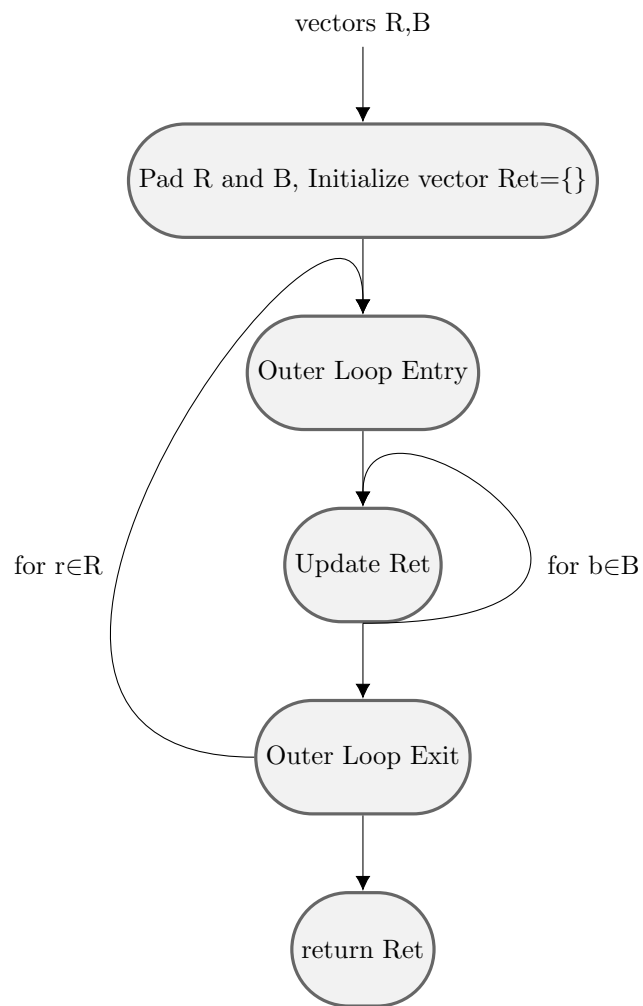 vectors R,B
Pad R and B, Initialize vector Ret={}
Outer Loop Entry
for r∈R
Update Ret
for b∈B
Outer Loop Exit
return Ret